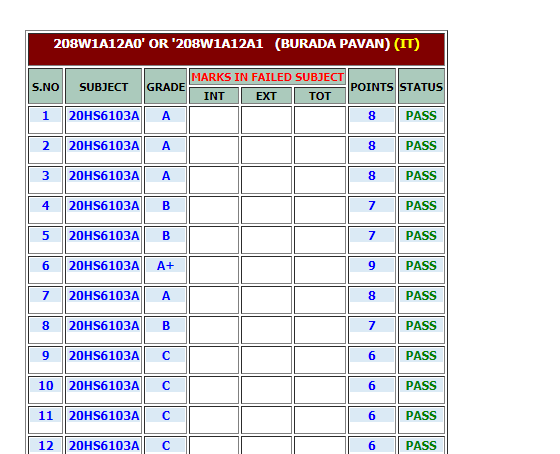 208W1A12A0' OR '208W1A12A1 (BURADA PAVAN) (IT)
S.NO SUBJECT GRADE MARKS IN FAILED SUBJECT POINTS STATUS
INT EXT TOT
1 20HS6103A A 8 PASS
2 20HS6103A A 8 PASS
3 20HS6103A A 8 PASS
4 20HS6103A B 7 PASS
5 20HS6103A B 7 PASS
6 20HS6103A A+ 9 PASS
7 20HS6103A A 8 PASS
8 20HS6103A B 7 PASS
9 20HS6103A C 6 PASS
10 20HS6103A C 6 PASS
11 20HS6103A C 6 PASS
12 20HS6103A C 6 PASS